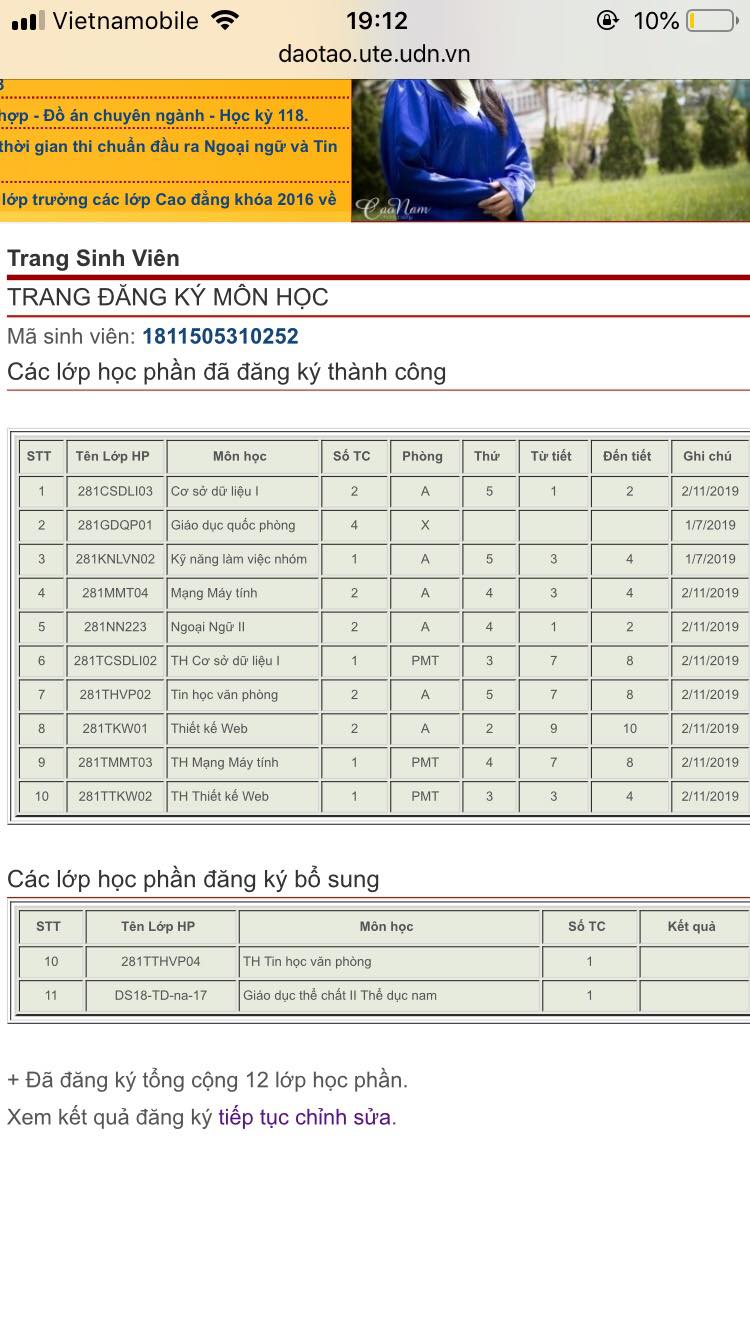 Vietnamobile 19:12 10%
daotao.ute.udn.vn
hợp - Đồ án chuyên ngành - Học kỳ 118.
thời gian thi chuẩn đầu ra Ngoại ngữ và Tin
lớp trưởng các lớp Cao đẳng khóa 2016 về
CaoNam
Trang Sinh Viên
TRANG ĐĂNG KÝ MÔN HỌC
Mã sinh viên: 1811505310252
Các lớp học phần đã đăng ký thành công
STT Tên Lớp HP Môn học Số TC Phòng Thứ Từ tiết Đến tiết Ghi chú
1 281CSDLI03 Cơ sở dữ liệu I 2 A 5 1 2 2/11/2019
2 281GDQP01 Giáo dục quốc phòng 4 X 1/7/2019
3 281KNLVN02 Kỹ năng làm việc nhóm 1 A 5 3 4 1/7/2019
4 281MMT04 Mạng Máy tính 2 A 4 3 4 2/11/2019
5 281NN223 Ngoại Ngữ II 2 A 4 1 2 2/11/2019
6 281TCSDLI02 TH Cơ sở dữ liệu I 1 PMT 3 7 8 2/11/2019
7 281THVP02 Tin học văn phòng 2 A 5 7 8 2/11/2019
8 281TKW01 Thiết kế Web 2 A 2 9 10 2/11/2019
9 281TMMT03 TH Mạng Máy tính 1 PMT 4 7 8 2/11/2019
10 281TTKW02 TH Thiết kế Web 1 PMT 3 3 4 2/11/2019
Các lớp học phần đăng ký bổ sung
STT Tên Lớp HP Môn học Số TC Kết quả
10 281TTHVP04 TH Tin học văn phòng 1
11 DS18-TD-na-17 Giáo dục thể chất II Thể dục nam 1
+ Đã đăng ký tổng cộng 12 lớp học phần.
Xem kết quả đăng ký tiếp tục chỉnh sửa.